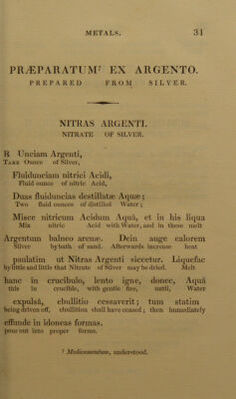 METALS. 31
PRÆPARATUM⁷ EX ARGENTO.
PREPARED FROM SILVER.
NITRAS ARGENTI.
NITRATE OF SILVER.
R Unciam Argenti,
TAKE Ounce of Silver,
Fluidunciam nitrici Acidi,
Fluid ounce of nitric Acid,
Duas fluiduncias destillatæ Aquæ;
Two fluid ounces of distilled Water;
Misce nitricum Acidum Aquâ, et in his liqua
Mix nitric Acid with Water, and in these melt
Argentum balneo arenæ. Dein auge calorem
Silver by bath of sand. Afterwards increase heat
paulatim ut Nitras Argenti siccetur. Liquefac
by little and little that Nitrate of Silver may be dried. Melt
hanc in crucibulo, lento igne, donec, Aquâ
this in crucible, with gentle fire, until, Water
expulsâ, ebullitio cessaverit; tum statim
being driven off, ebullition shall have ceased; then immediately
effunde in idoneas formas.
pour out into proper forms.
⁷ Medicamentum, understood.